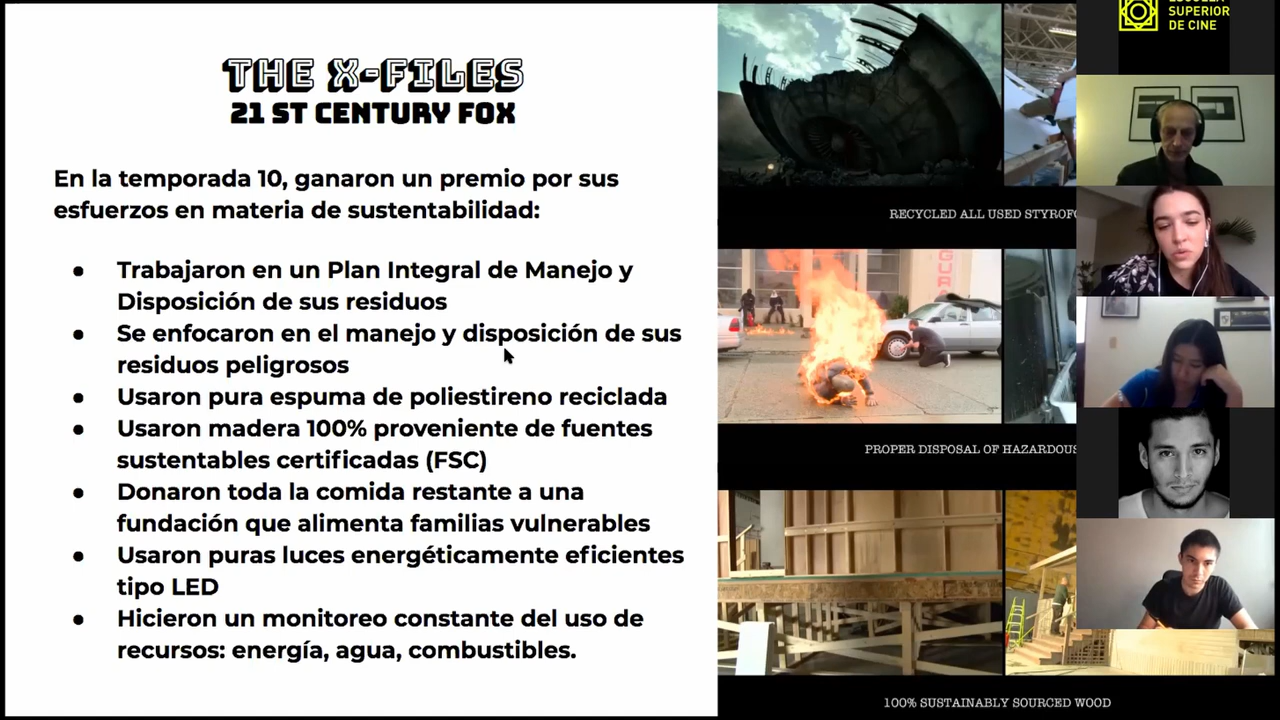 THE X-FILES
21 ST CENTURY FOX
En la temporada 10, ganaron un premio por sus
esfuerzos en materia de sustentabilidad:
● Trabajaron en un Plan Integral de Manejo y
Disposición de sus residuos
● Se enfocaron en el manejo y disposición de sus
residuos peligrosos
● Usaron pura espuma de poliestireno reciclada
● Usaron madera 100% proveniente de fuentes
sustentables certificadas (FSC)
● Donaron toda la comida restante a una
fundación que alimenta familias vulnerables
● Usaron puras luces energéticamente eficientes
tipo LED
● Hicieron un monitoreo constante del uso de
recursos: energía, agua, combustibles.
RECYCLED ALL USED STYROF
PROPER DISPOSAL OF HAZARDOUS
100% SUSTAINABLY SOURCED WOOD
SUPERIOR
DE CINE